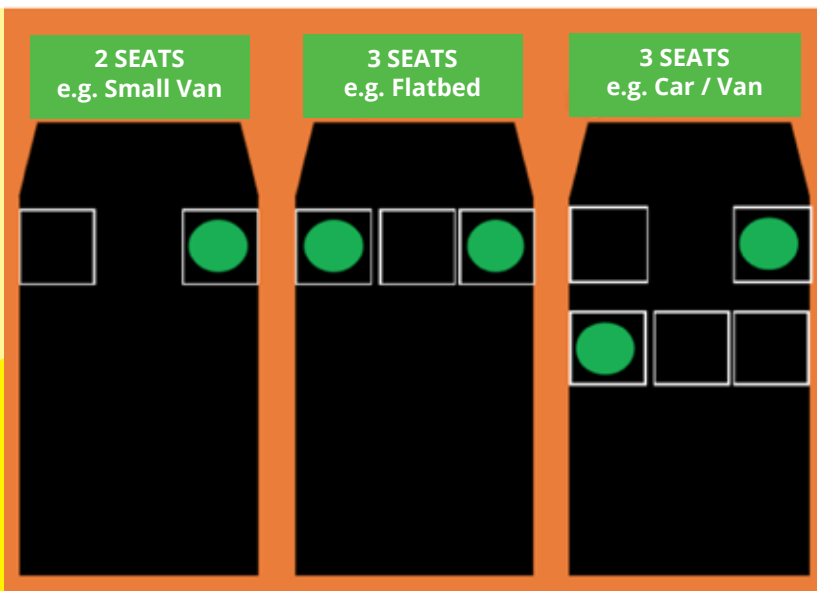 2 SEATS
e.g. Small Van
3 SEATS
e.g. Flatbed
3 SEATS
e.g. Car / Van